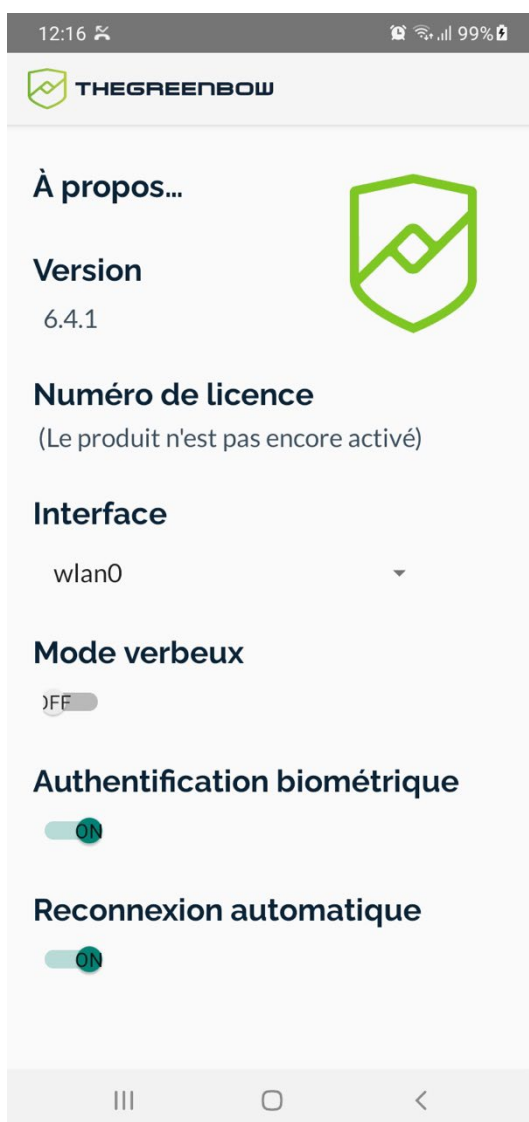 12:16
99%
THEGREENBOW
À propos...
Version
6.4.1
Numéro de licence
(Le produit n'est pas encore activé)
Interface
wlan0
Mode verbeux
OFF
Authentification biométrique
ON
Reconnexion automatique
ON